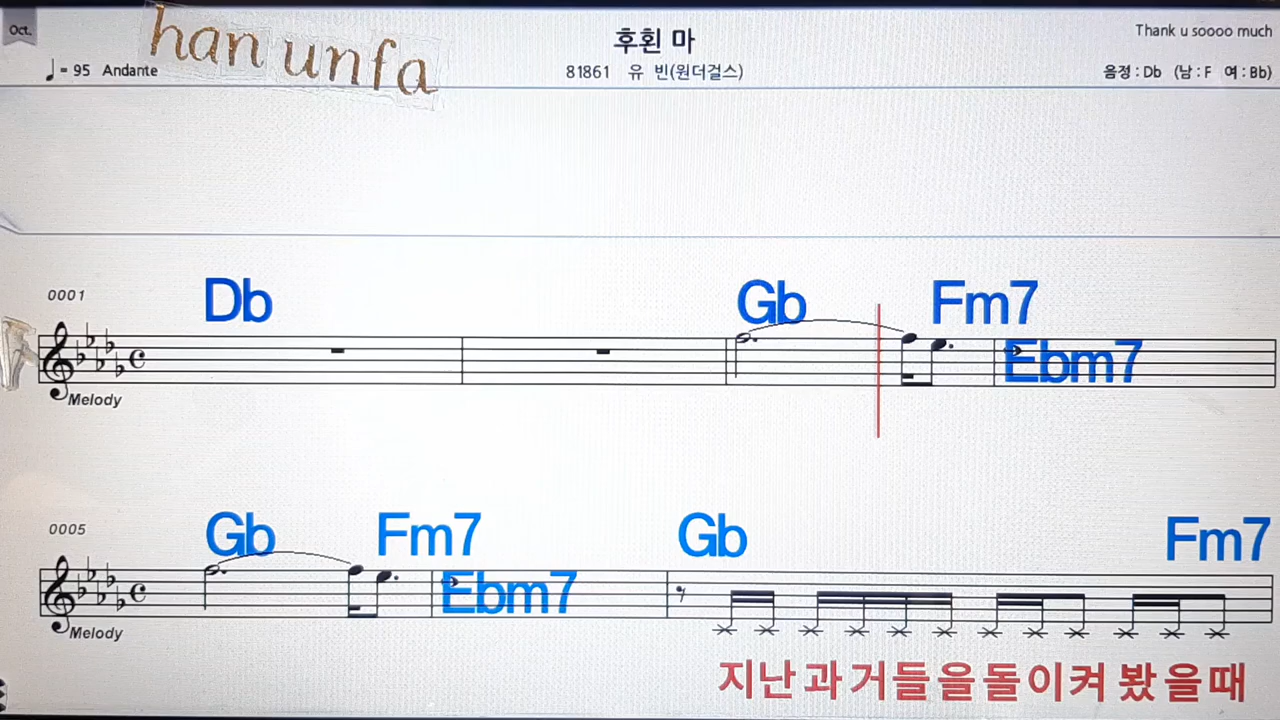 Oct.
han unfa
후횐 마
Thank u soooo much
♩= 95 Andante
81861 유 빈(원더걸스)
음정 : Db (남 : F 여 : Bb)
0001
Db Gb Fm7
Ebm7
Melody
0005
Gb Fm7 Gb Fm7
Ebm7
Melody
지난과거들을돌이켜 봤을때